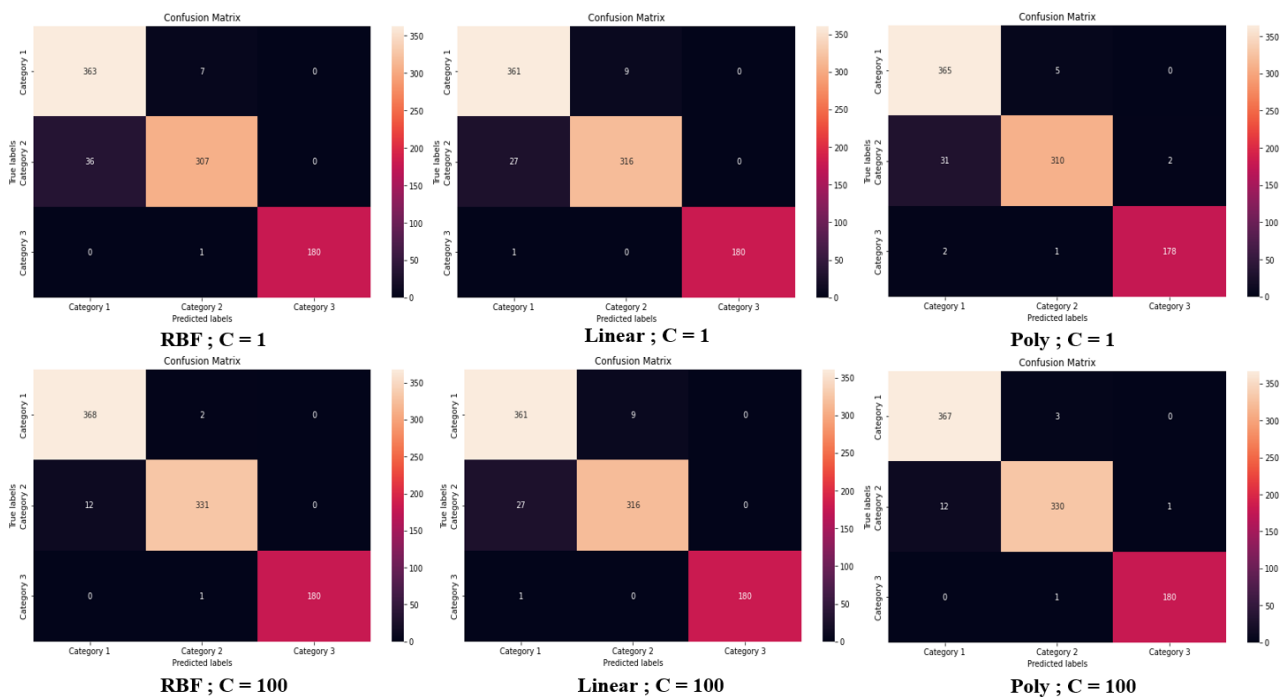 Confusion Matrix
Category 1
363 7 0
True labels
Category 2
36 307 0
Category 3
0 1 180
Category 1 Category 2 Category 3
Predicted labels
350
300
250
200
150
100
50
0
RBF ; C = 1
Confusion Matrix
Category 1
361 9 0
True labels
Category 2
27 316 0
Category 3
1 0 180
Category 1 Category 2 Category 3
Predicted labels
350
300
250
200
150
100
50
0
Linear ; C = 1
Confusion Matrix
Category 1
365 5 0
True labels
Category 2
31 310 2
Category 3
2 1 178
Category 1 Category 2 Category 3
Predicted labels
350
300
250
200
150
100
50
0
Poly ; C = 1
Confusion Matrix
Category 1
368 2 0
True labels
Category 2
12 331 0
Category 3
0 1 180
Category 1 Category 2 Category 3
Predicted labels
350
300
250
200
150
100
50
0
RBF ; C = 100
Confusion Matrix
Category 1
361 9 0
True labels
Category 2
27 316 0
Category 3
1 0 180
Category 1 Category 2 Category 3
Predicted labels
350
300
250
200
150
100
50
0
Linear ; C = 100
Confusion Matrix
Category 1
367 3 0
True labels
Category 2
12 330 1
Category 3
0 1 180
Category 1 Category 2 Category 3
Predicted labels
350
300
250
200
150
100
50
0
Poly ; C = 100